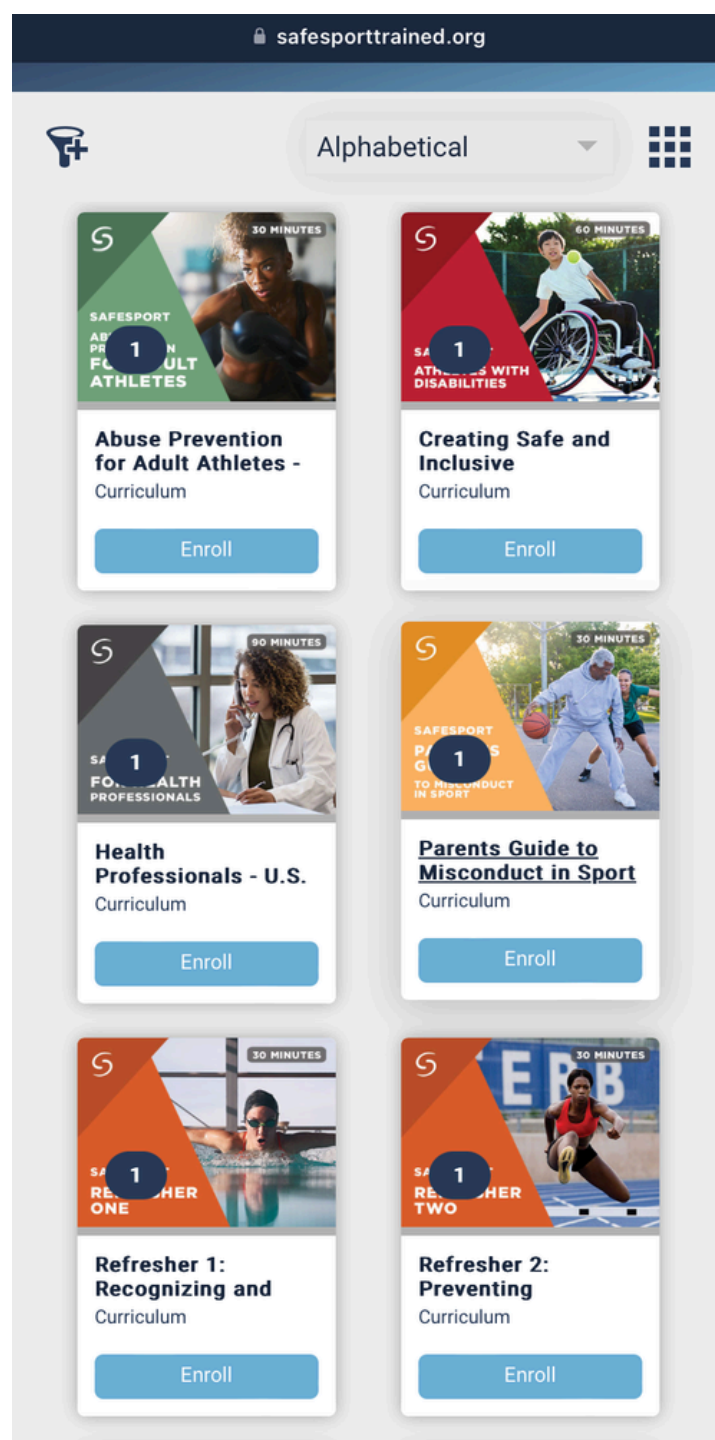 safesporttrained.org
Alphabetical
30 MINUTES
SAFESPORT
1
ATHLETES
Abuse Prevention
for Adult Athletes -
Curriculum
Enroll
60 MINUTES
1
WITH
DISABILITIES
Creating Safe and
Inclusive
Curriculum
Enroll
90 MINUTES
1
PROFESSIONALS
Health
Professionals - U.S.
Curriculum
Enroll
30 MINUTES
SAFESPORT
1
TO MISCONDUCT
IN SPORT
Parents Guide to
Misconduct in Sport
Curriculum
Enroll
30 MINUTES
1
ONE
Refresher 1:
Recognizing and
Curriculum
Enroll
30 MINUTES
1
TWO
Refresher 2:
Preventing
Curriculum
Enroll